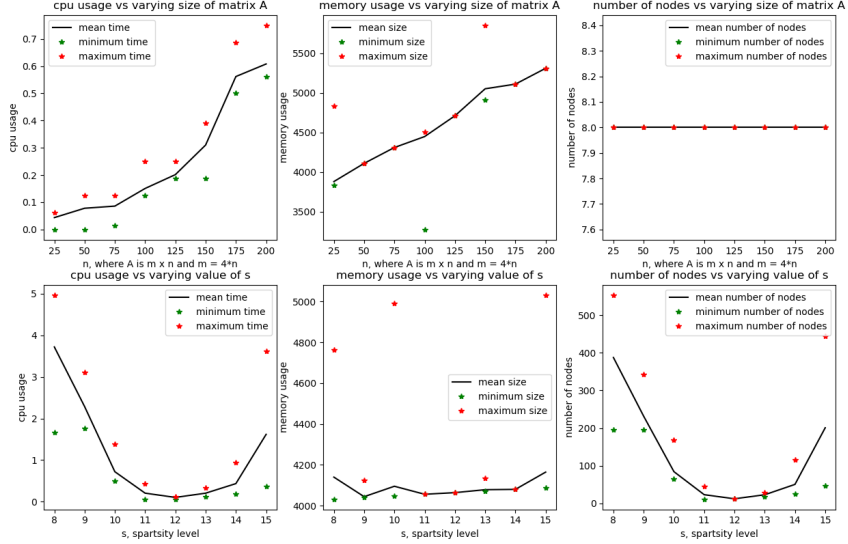 cpu usage vs varying size of matrix A
memory usage vs varying size of matrix A
number of nodes vs varying size of matrix A
mean time
minimum time
maximum time
mean size
minimum size
maximum size
mean number of nodes
minimum number of nodes
maximum number of nodes
cpu usage
memory usage
number of nodes
0.7
0.6
0.5
0.4
0.3
0.2
0.1
0.0
5500
5000
4500
4000
3500
8.4
8.3
8.2
8.1
8.0
7.9
7.8
7.7
7.6
25 50 75 100 125 150 175 200
25 50 75 100 125 150 175 200
25 50 75 100 125 150 175 200
n, where A is m x n and m = 4*n
n, where A is m x n and m = 4*n
n, where A is m x n and m = 4*n
cpu usage vs varying value of s
memory usage vs varying value of s
number of nodes vs varying value of s
mean time
minimum time
maximum time
mean size
minimum size
maximum size
mean number of nodes
minimum number of nodes
maximum number of nodes
cpu usage
memory usage
number of nodes
5
4
3
2
1
0
5000
4800
4600
4400
4200
4000
500
400
300
200
100
0
8 9 10 11 12 13 14 15
8 9 10 11 12 13 14 15
8 9 10 11 12 13 14 15
s, spartsity level
s, spartsity level
s, spartsity level